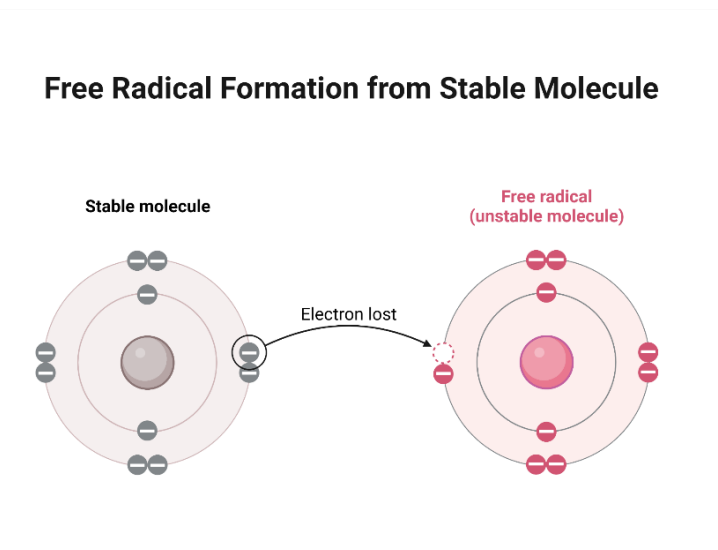 Free Radical Formation from Stable Molecule
Stable molecule
Free radical
(unstable molecule)
Electron lost